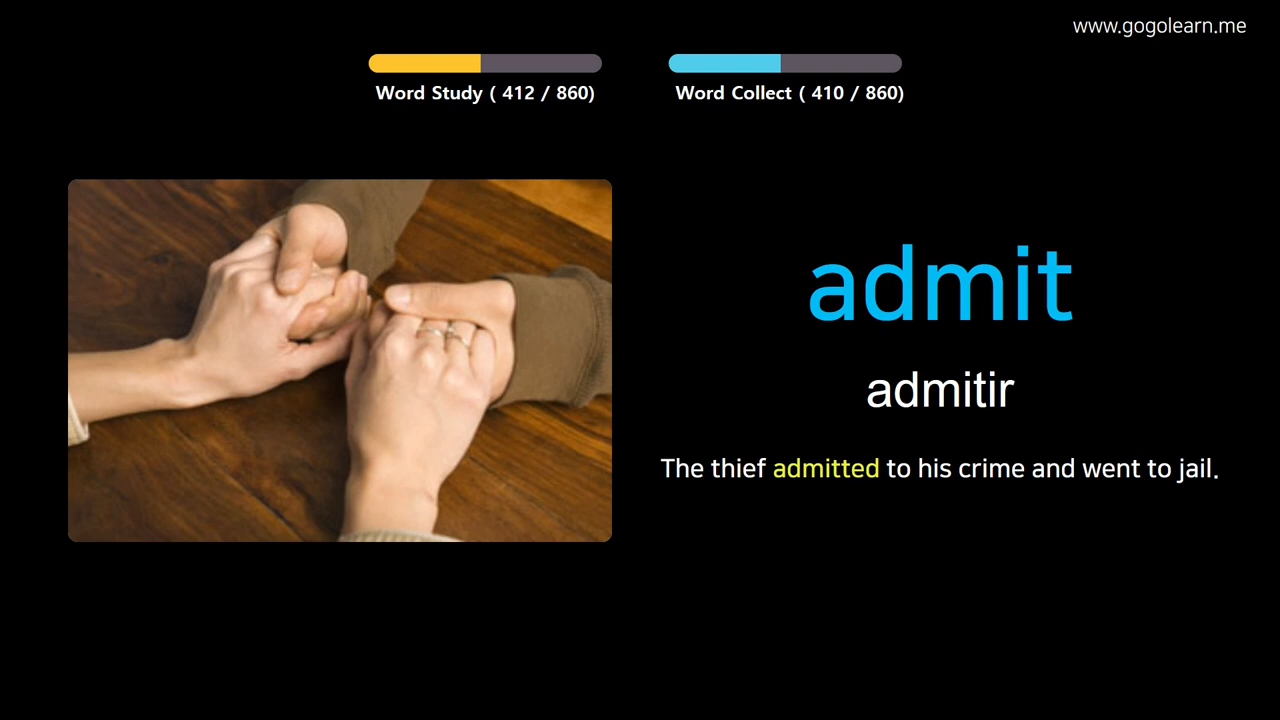 www.gogolearn.me
Word Study ( 412 / 860)
Word Collect ( 410 / 860)
admit
admitir
The thief admitted to his crime and went to jail.